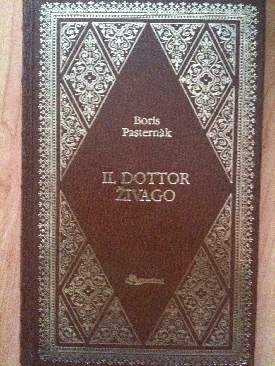 Boris
Pasternàk
IL DOTTOR
ŽIVAGO